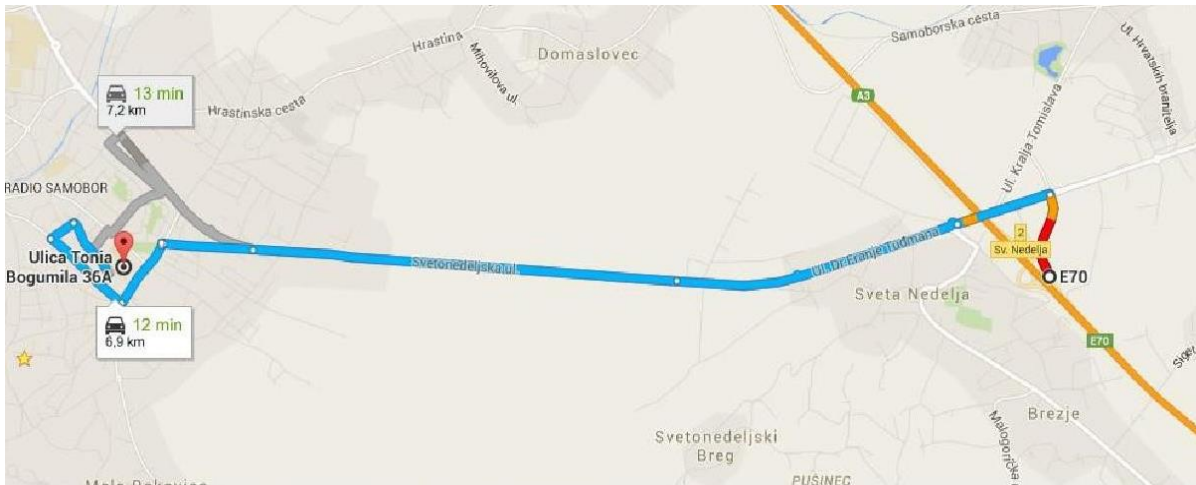 Samoborska cesta
Ul. Hrvatskih branitelja
Hrastina
Domaslovec
Mihovilova ul.
13 min
7,2 km
Hrastinska cesta
A3
Ul. Kralja Tomislava
RADIO SAMOBOR
Ulica Tonia
Bogumila 36A
Svetonedeljska ul.
Ul. Dr. Franje Tuđmana
2
Sv. Nedelja
E70
Sveta Nedelja
12 min
6,9 km
E70
Brezje
Svetonedeljski
Breg
PUŠINEC